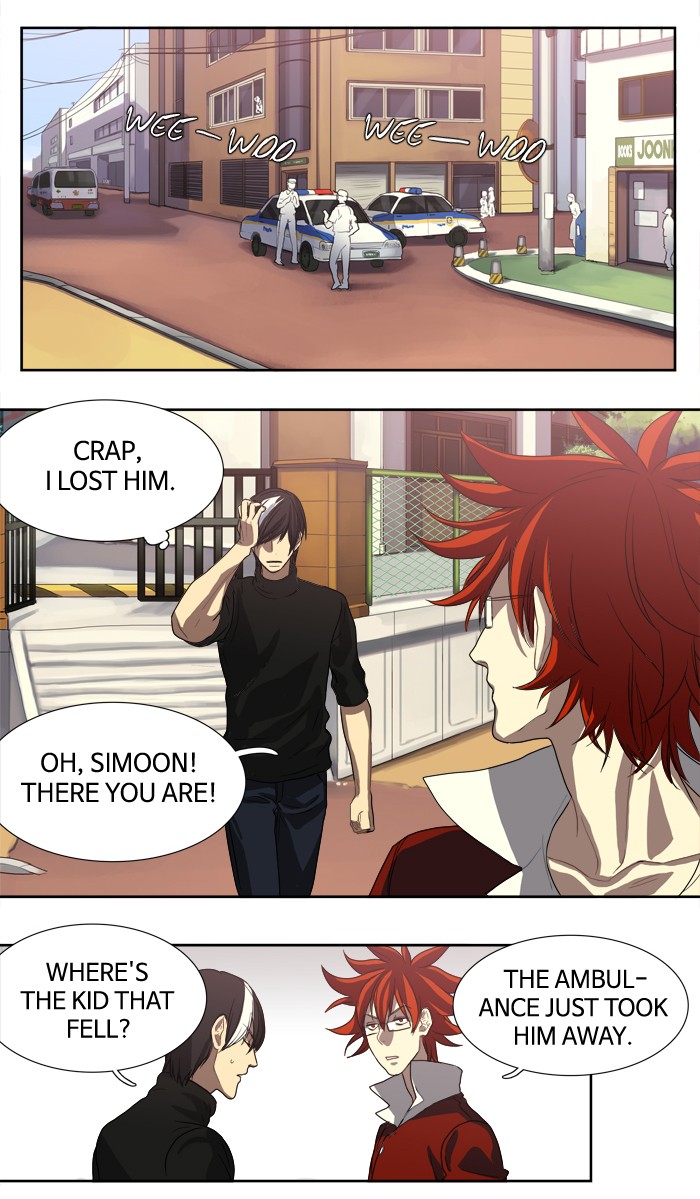 WEE-WOO
WEE-WOO
BOOKS JOON
CRAP,
I LOST HIM.
OH, SIMOON!
THERE YOU ARE!
WHERE'S
THE KID THAT
FELL?
THE AMBUL-
ANCE JUST TOOK
HIM AWAY.